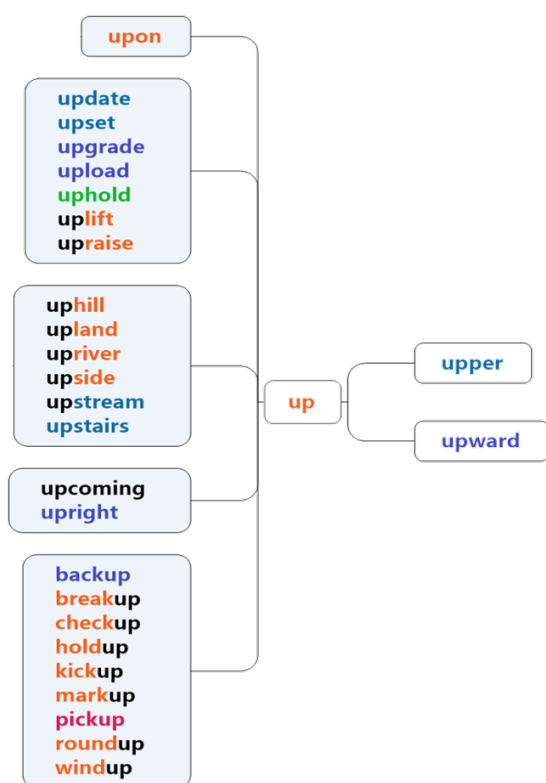 upon
update
upset
upgrade
upload
uphold
uplift
upraise
uphill
upland
upriver
upside
upstream
upstairs
upcoming
upright
backup
breakup
checkup
holdup
kickup
markup
pickup
roundup
windup
up
upper
upward